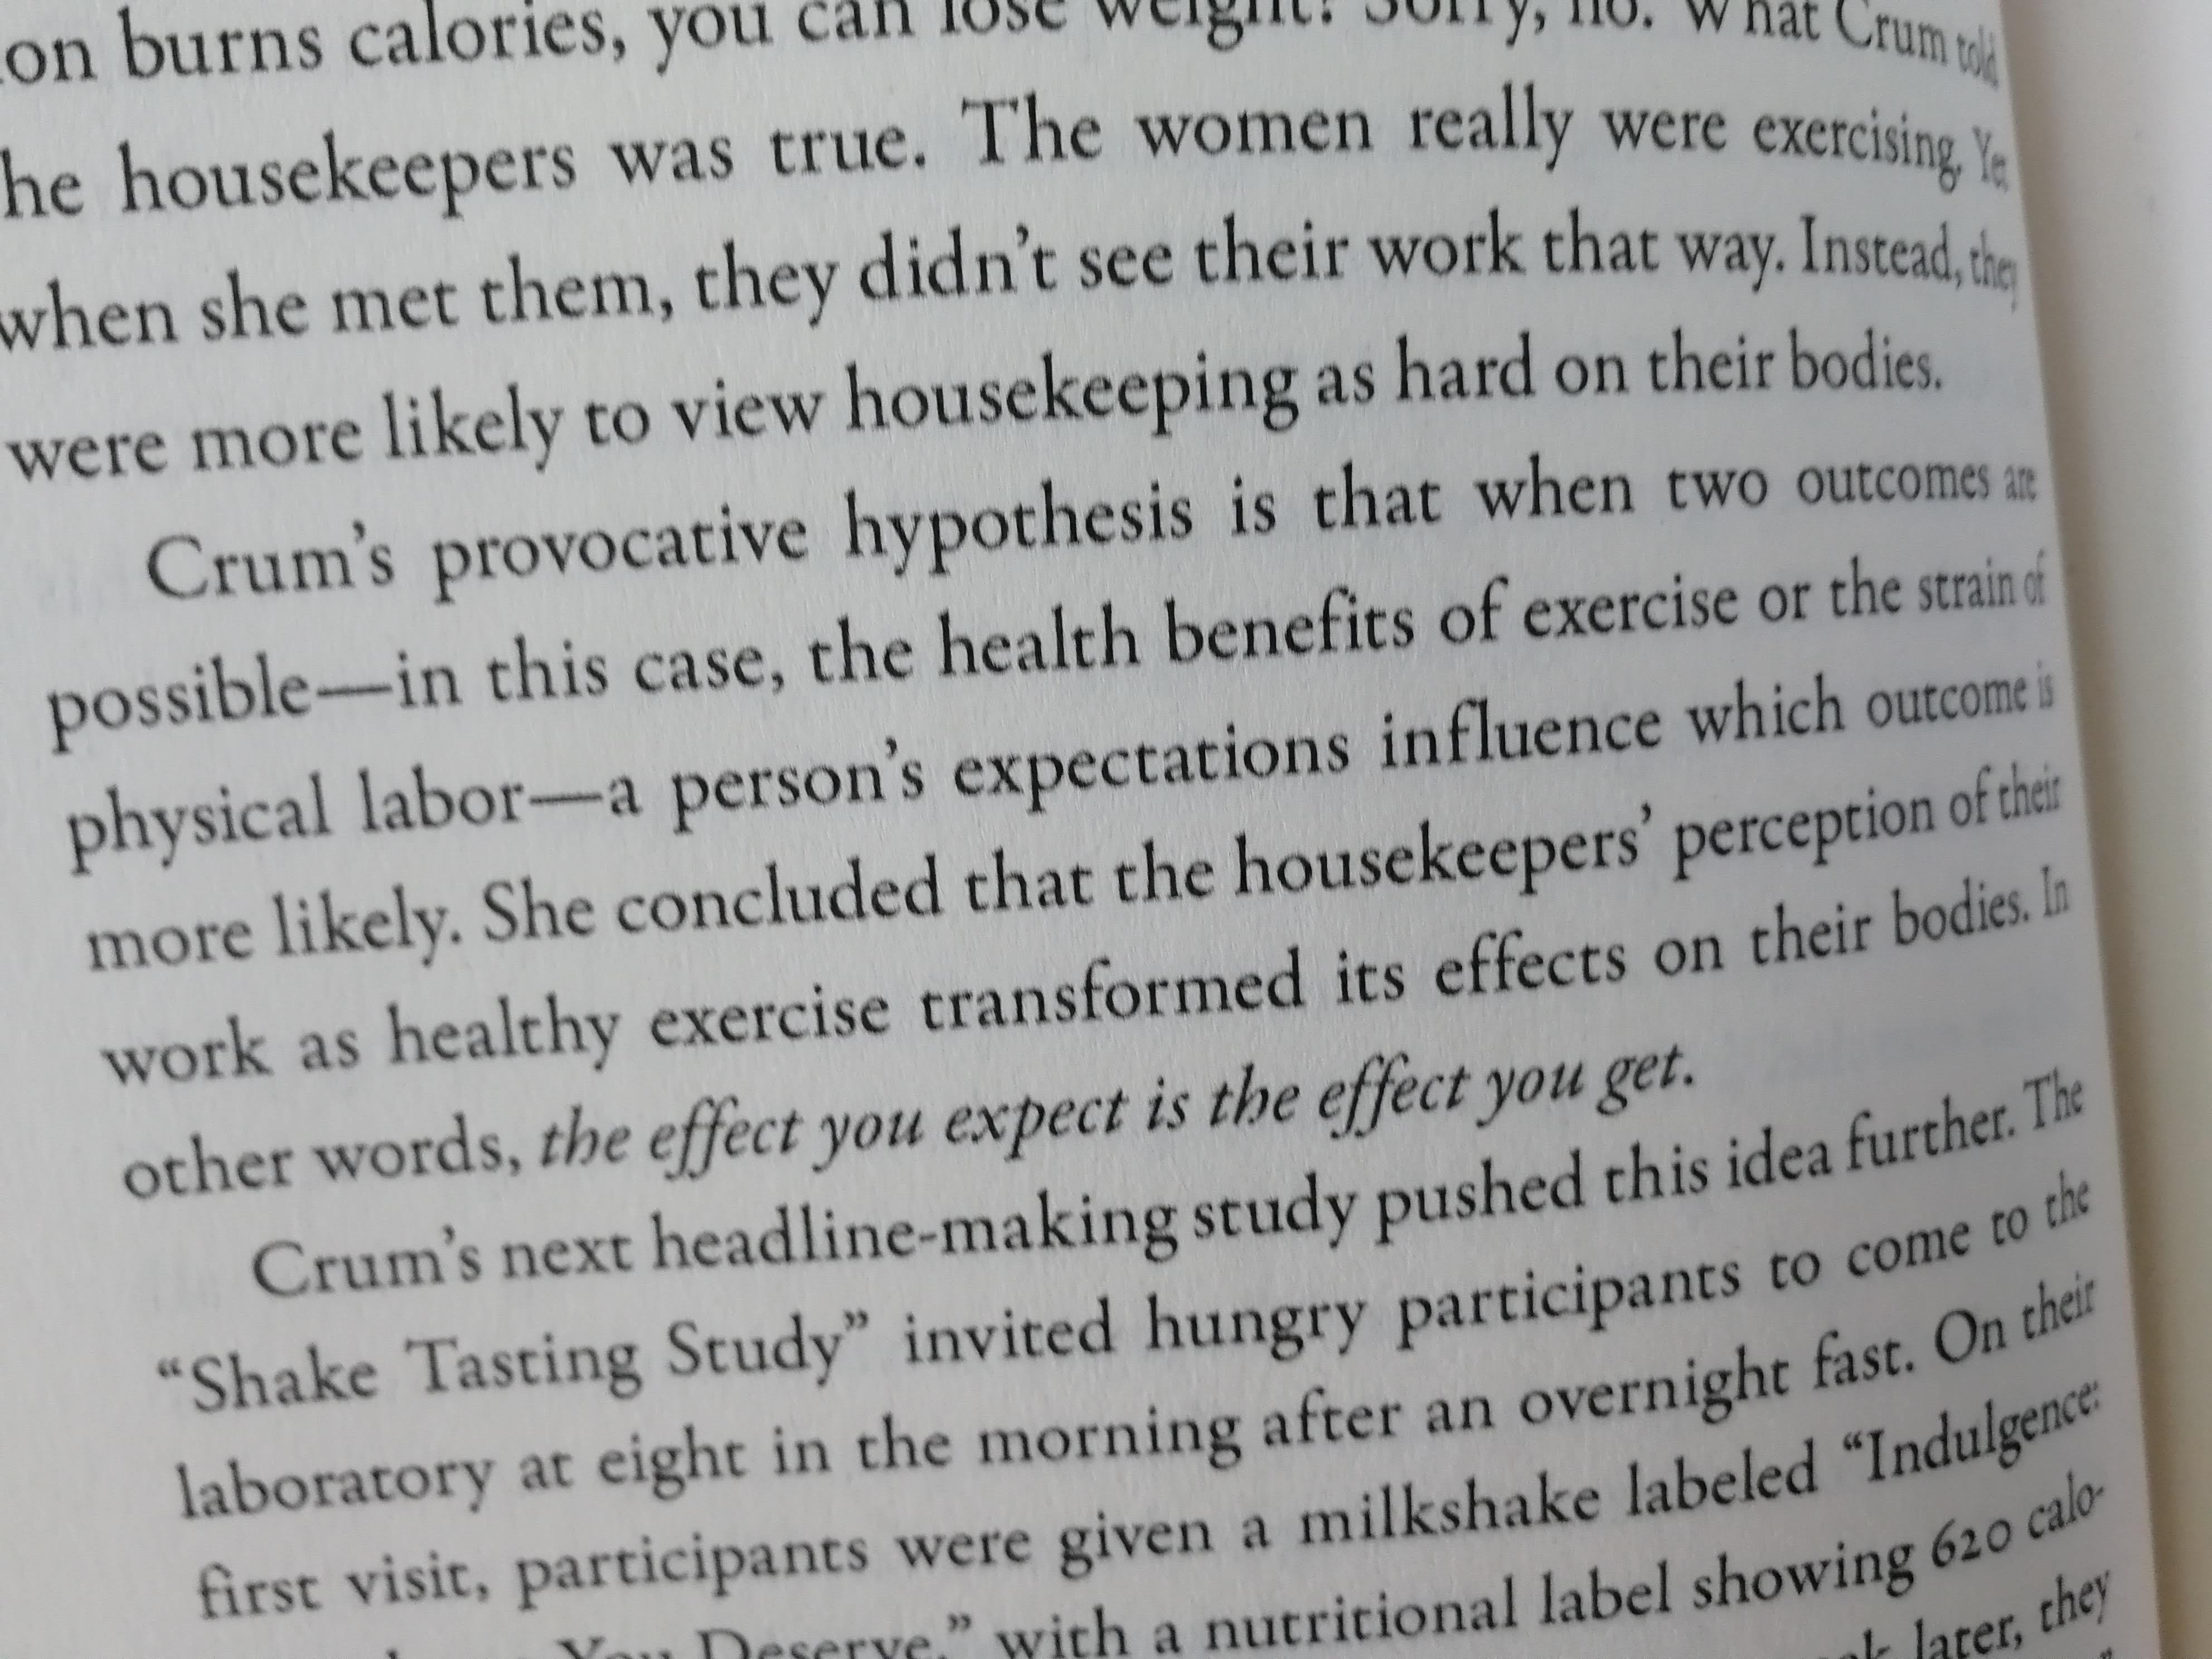 on burns calories, you can lose weight? Sorry, no. What Crum told
he housekeepers was true. The women really were exercising. Yet
when she met them, they didn't see their work that way. Instead, they
were more likely to view housekeeping as hard on their bodies.
Crum's provocative hypothesis is that when two outcomes are
possible—in this case, the health benefits of exercise or the strain of
physical labor—a person's expectations influence which outcome is
more likely. She concluded that the housekeepers' perception of their
work as healthy exercise transformed its effects on their bodies. In
other words, the effect you expect is the effect you get.
Crum's next headline-making study pushed this idea further. The
“Shake Tasting Study” invited hungry participants to come to the
laboratory at eight in the morning after an overnight fast. On their
first visit, participants were given a milkshake labeled “Indulgence:
You Deserve,” with a nutritional label showing 620 calo-
later, they